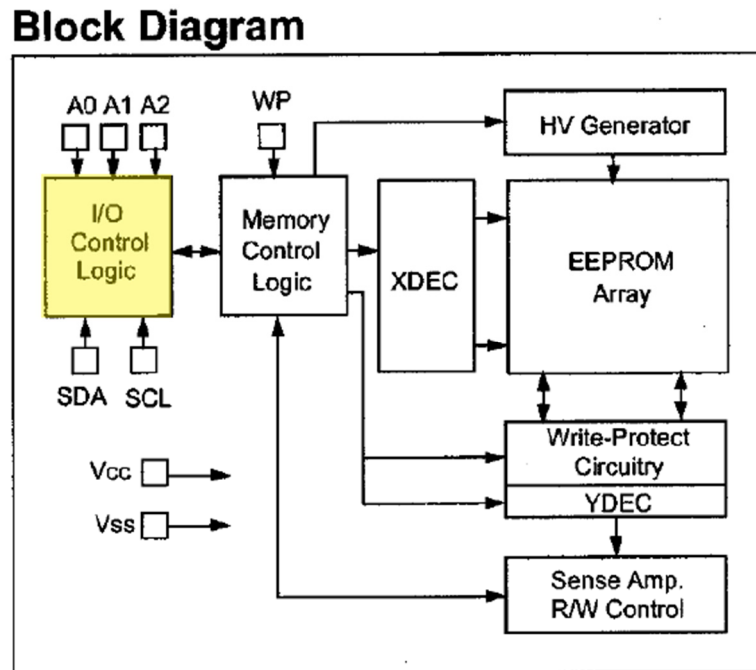 Block Diagram
A0 A1 A2
WP
HV Generator
I/O
Control
Logic
Memory
Control
Logic
XDEC
EEPROM
Array
SDA SCL
Write-Protect
Circuitry
YDEC
Vcc
Vss
Sense Amp.
R/W Control